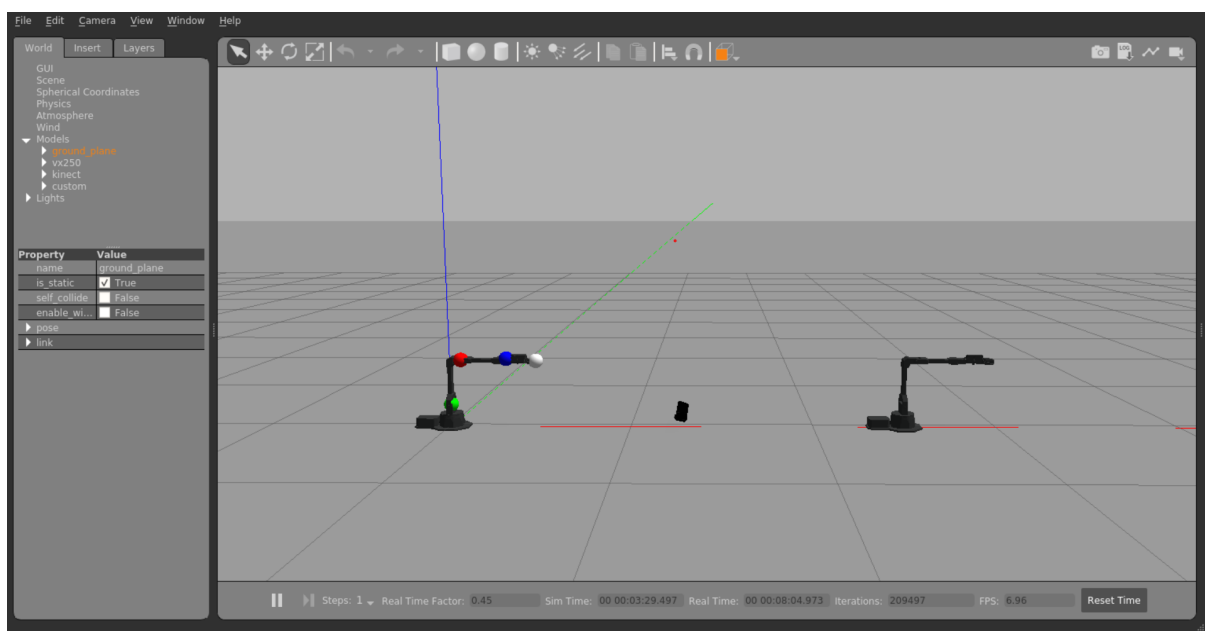 File Edit Camera View Window Help
World Insert Layers
GUI
Scene
Spherical Coordinates
Physics
Atmosphere
Wind
Models
ground_plane
vx250
kinect
custom
Lights
Property Value
name ground_plane
is_static True
self_collide False
enable_wi... False
pose
link
LOG
Steps: 1 Real Time Factor: 0.45 Sim Time: 00 00:03:29.497 Real Time: 00 00:08:04.973 Iterations: 209497 FPS: 6.96 Reset Time